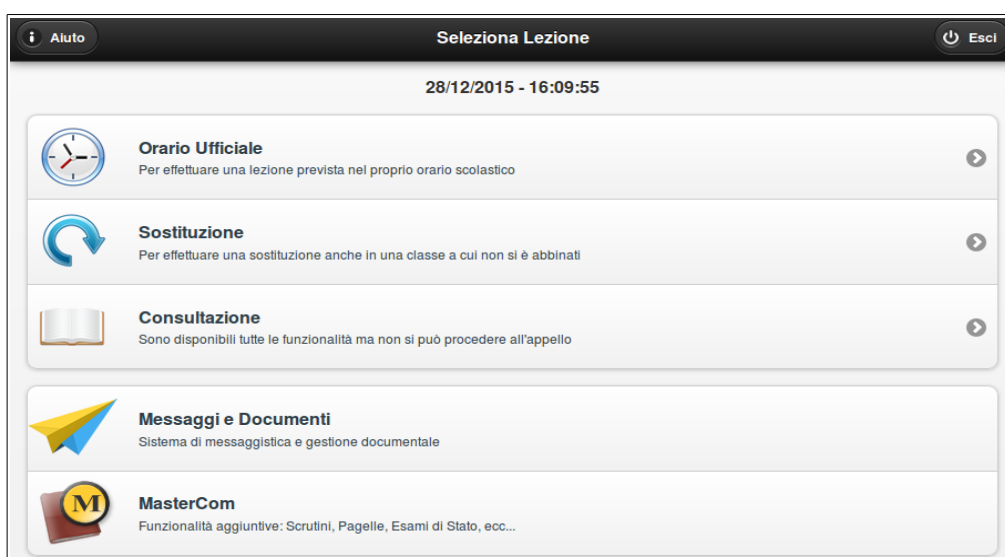 Aiuto
Seleziona Lezione
Esci
28/12/2015 - 16:09:55
Orario Ufficiale
Per effettuare una lezione prevista nel proprio orario scolastico
Sostituzione
Per effettuare una sostituzione anche in una classe a cui non si è abbinati
Consultazione
Sono disponibili tutte le funzionalità ma non si può procedere all'appello
Messaggi e Documenti
Sistema di messaggistica e gestione documentale
M
MasterCom
Funzionalità aggiuntive: Scrutini, Pagelle, Esami di Stato, ecc...